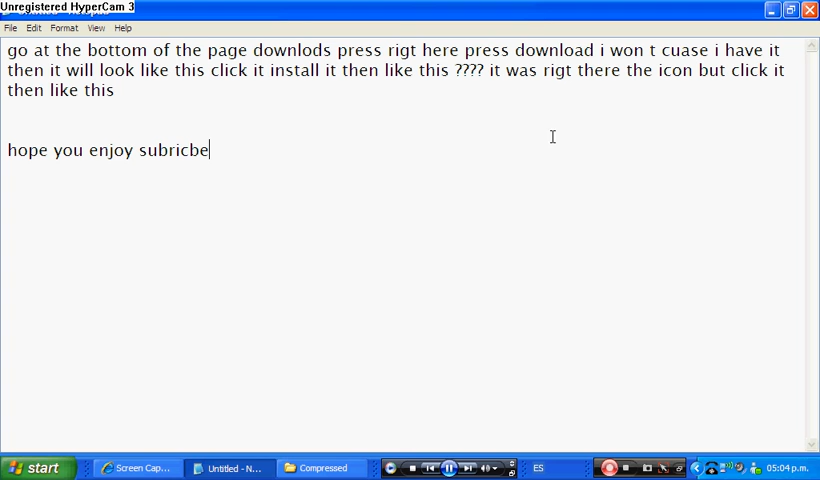 Unregistered HyperCam 3
File Edit Format View Help
go at the bottom of the page downlods press rigt here press download i won t cuase i have it
then it will look like this click it install it then like this ???? it was rigt there the icon but click it
then like this
hope you enjoy subricbe
start Screen Cap... Untitled - N... Compressed ES 05:04 p.m.